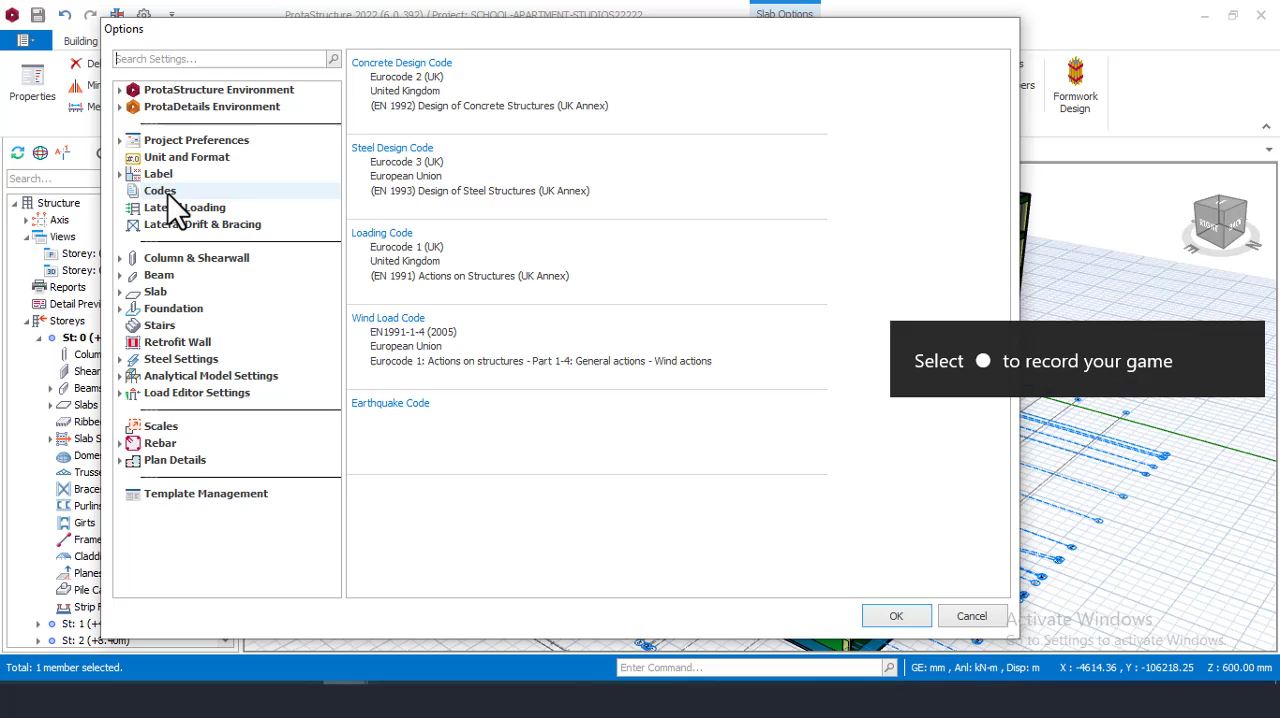 ProtaStructure 2022 (6.0.392) / Project: SCHOOL-APARTMENT-STUDIOS22222
Slab Options
Options
Building
Properties
Search Settings...
ProtaStructure Environment
ProtaDetails Environment
Project Preferences
Unit and Format
Label
Codes
Lateral Loading
Lateral Drift & Bracing
Column & Shearwall
Beam
Slab
Foundation
Stairs
Retrofit Wall
Steel Settings
Analytical Model Settings
Load Editor Settings
Scales
Rebar
Plan Details
Template Management
Concrete Design Code
Eurocode 2 (UK)
United Kingdom
(EN 1992) Design of Concrete Structures (UK Annex)
Steel Design Code
Eurocode 3 (UK)
European Union
(EN 1993) Design of Steel Structures (UK Annex)
Loading Code
Eurocode 1 (UK)
United Kingdom
(EN 1991) Actions on Structures (UK Annex)
Wind Load Code
EN1991-1-4 (2005)
European Union
Eurocode 1: Actions on structures - Part 1-4: General actions - Wind actions
Earthquake Code
OK
Cancel
Formwork
Design
Select to record your game
Search...
Structure
Axis
Views
Storey:
Storey:
Reports
Detail Previ
Storeys
St: 0 (+
Colum
Shear
Beams
Slabs
Ribbe
Slab S
Dome
Trusse
Braces
Purlins
Girts
Frame
Claddi
Planes
Pile Ca
Strip F
St: 1 (+4
St: 2 (+8.40m)
Activate Windows
Go to Settings to activate Windows.
Total: 1 member selected.
Enter Command...
GE: mm , Anl: kN-m , Disp: m
X : -4614.36 , Y : -106218.25
Z : 600.00 mm